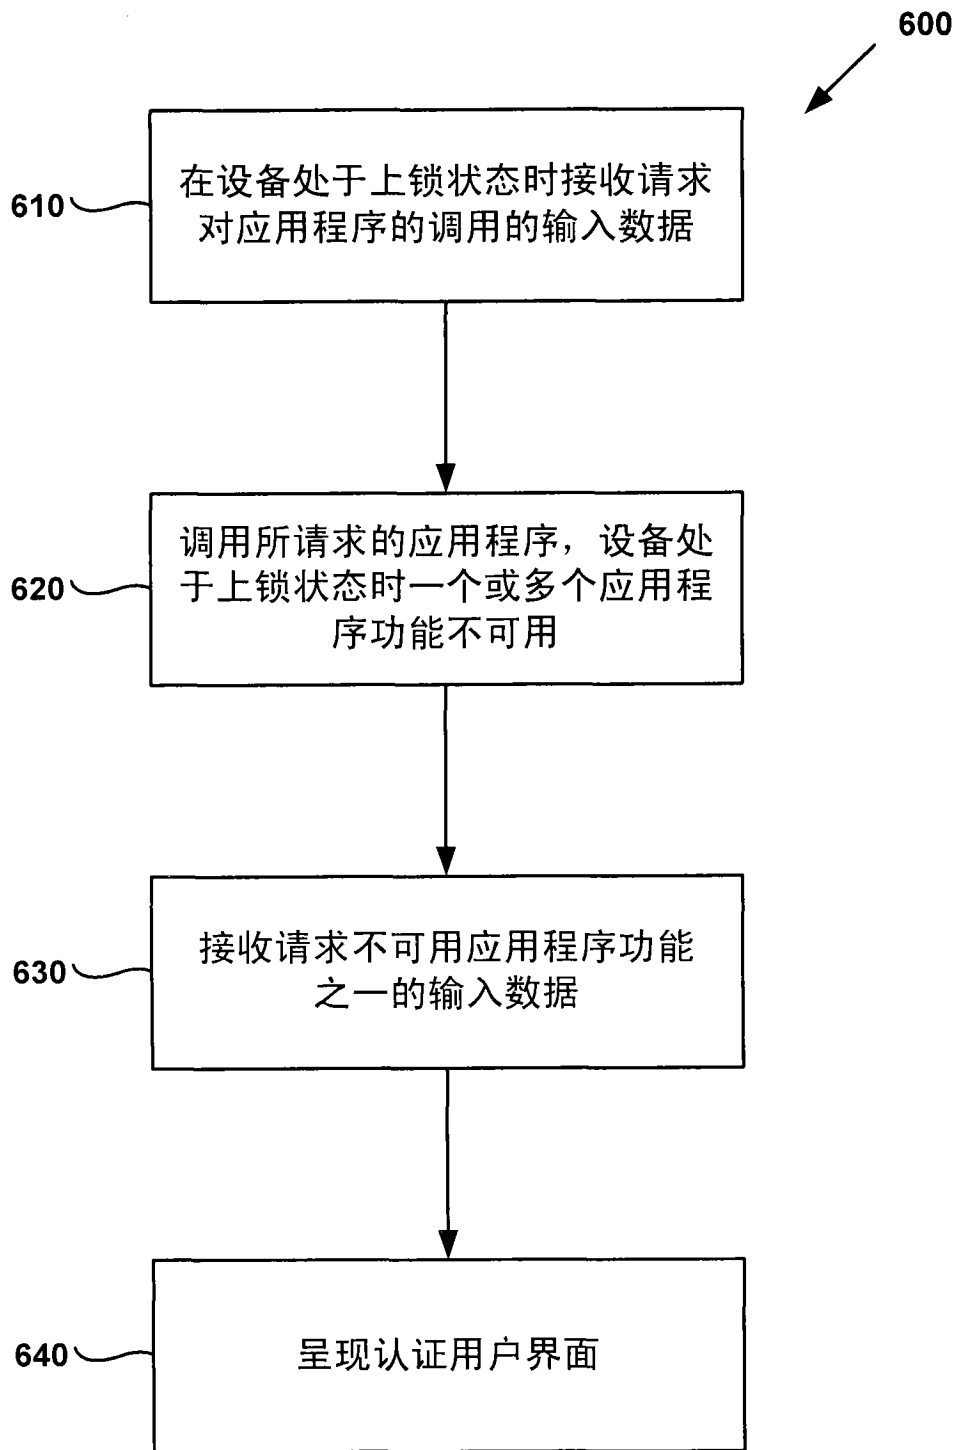 600
610
在设备处于上锁状态时接收请求
对应用程序的调用的输入数据
620
调用所请求的应用程序，设备处
于上锁状态时一个或多个应用程
序功能不可用
630
接收请求不可用应用程序功能
之一的输入数据
640
呈现认证用户界面